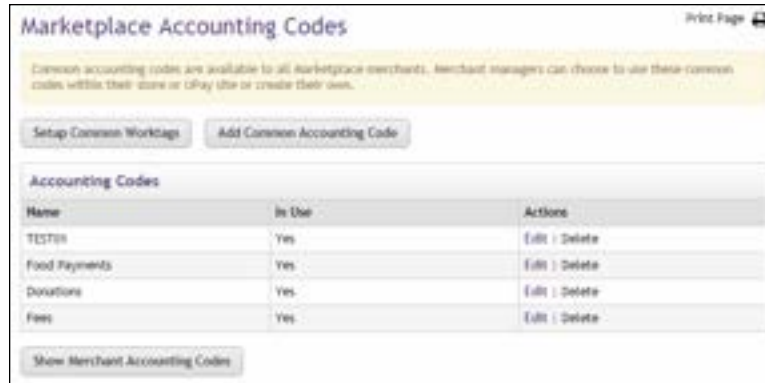 Marketplace Accounting Codes
Print Page
Common accounting codes are available to all Marketplace merchants. Merchant managers can choose to use these common
codes within their store or uPay site or create their own.
Setup Common Worktags Add Common Accounting Code
Accounting Codes
Name In Use Actions
TEST01 Yes Edit | Delete
Food Payments Yes Edit | Delete
Donations Yes Edit | Delete
Fees Yes Edit | Delete
Show Merchant Accounting Codes